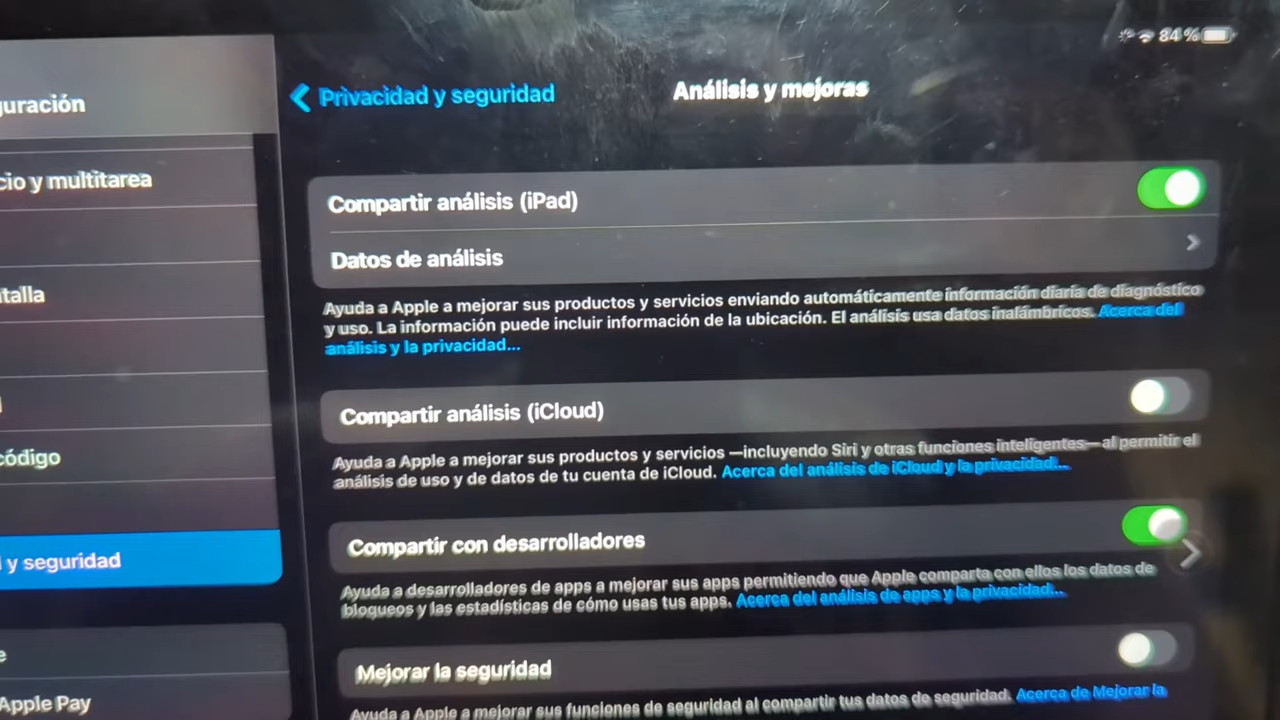 84 %
uración
Privacidad y seguridad
Análisis y mejoras
cio y multitarea
Compartir análisis (iPad)
Datos de análisis
talla
Ayuda a Apple a mejorar sus productos y servicios enviando automáticamente información diaria de diagnóstico
y uso. La información puede incluir información de la ubicación. El análisis usa datos inalámbricos. Acerca del
análisis y la privacidad...
Compartir análisis (iCloud)
código
Ayuda a Apple a mejorar sus productos y servicios —incluyendo Siri y otras funciones inteligentes— al permitir el
análisis de uso y de datos de tu cuenta de iCloud. Acerca del análisis de iCloud y la privacidad...
y seguridad
Compartir con desarrolladores
Ayuda a desarrolladores de apps a mejorar sus apps permitiendo que Apple comparta con ellos los datos de
bloqueos y las estadísticas de cómo usas tus apps. Acerca del análisis de apps y la privacidad...
e
Mejorar la seguridad
Apple Pay
Ayuda a Apple a mejorar sus funciones de seguridad al compartir tus datos de seguridad. Acerca de Mejorar la